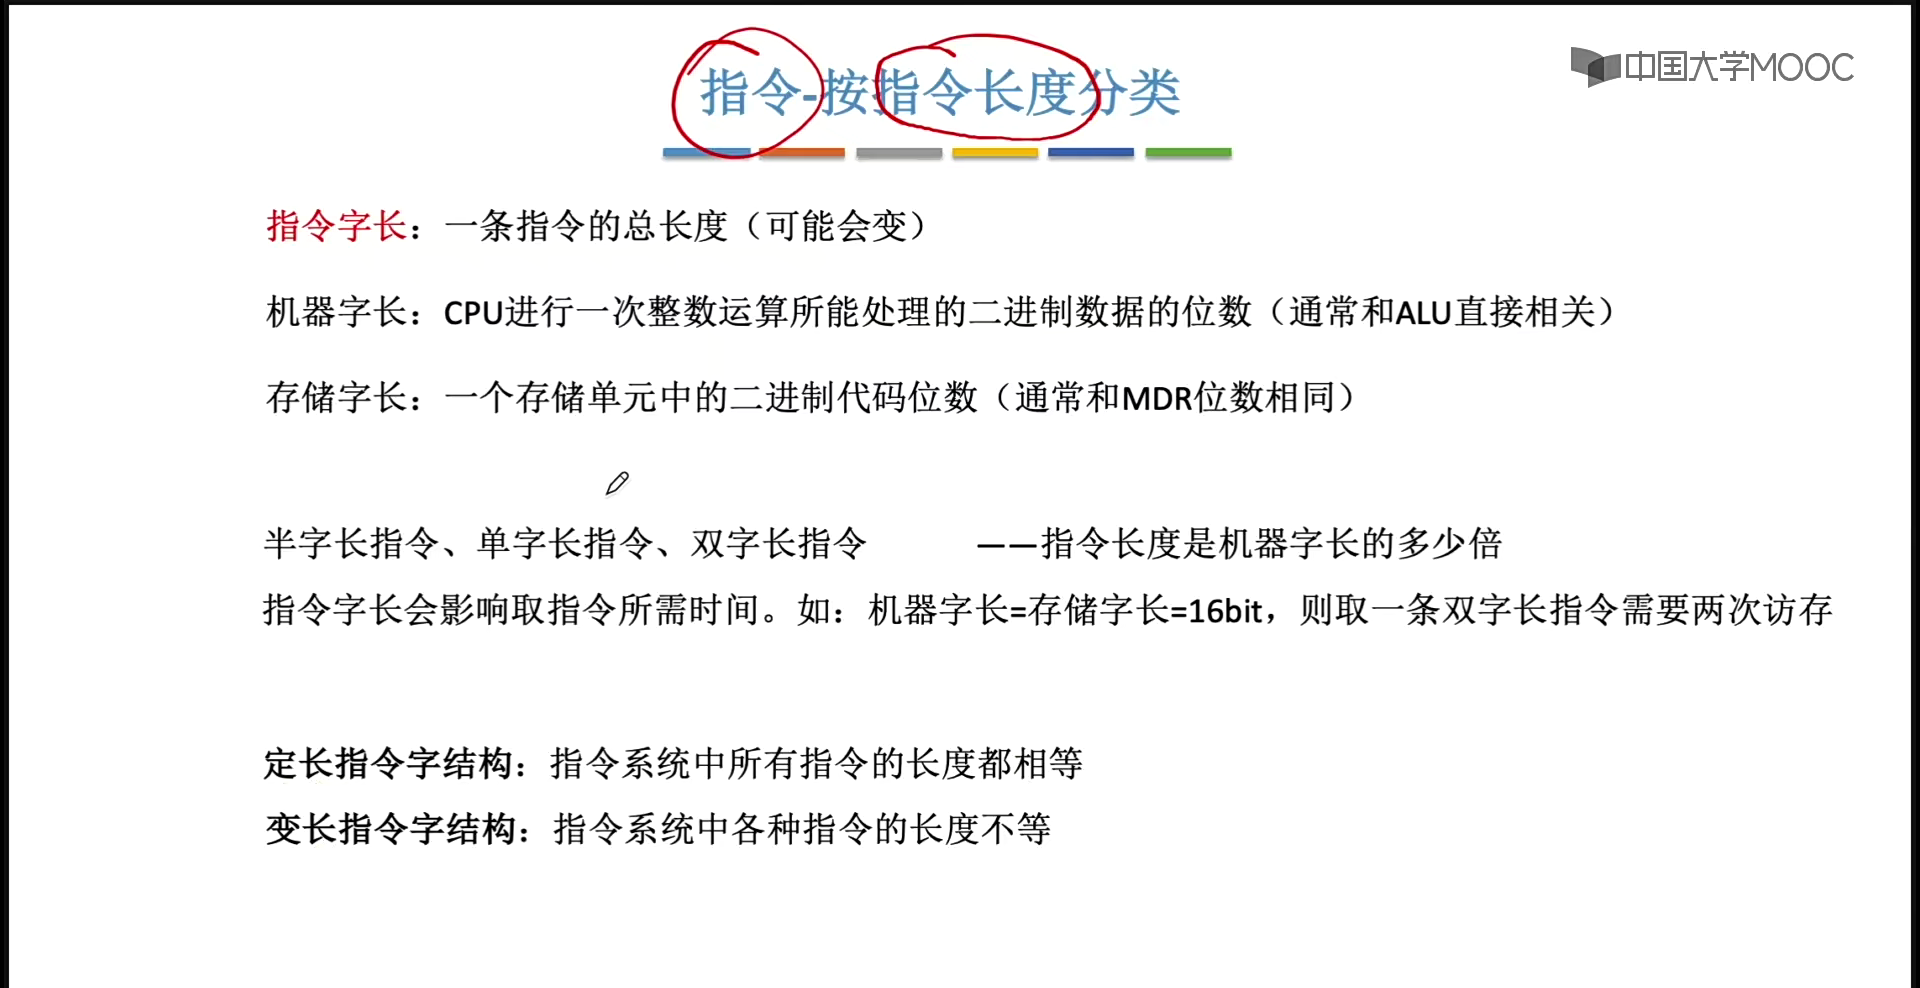 中国大学MOOC
指令-按指令长度分类
指令字长：一条指令的总长度（可能会变）
机器字长：CPU进行一次整数运算所能处理的二进制数据的位数（通常和ALU直接相关）
存储字长：一个存储单元中的二进制代码位数（通常和MDR位数相同）
半字长指令、单字长指令、双字长指令 ——指令长度是机器字长的多少倍
指令字长会影响取指令所需时间。如：机器字长=存储字长=16bit，则取一条双字长指令需要两次访存
定长指令字结构：指令系统中所有指令的长度都相等
变长指令字结构：指令系统中各种指令的长度不等